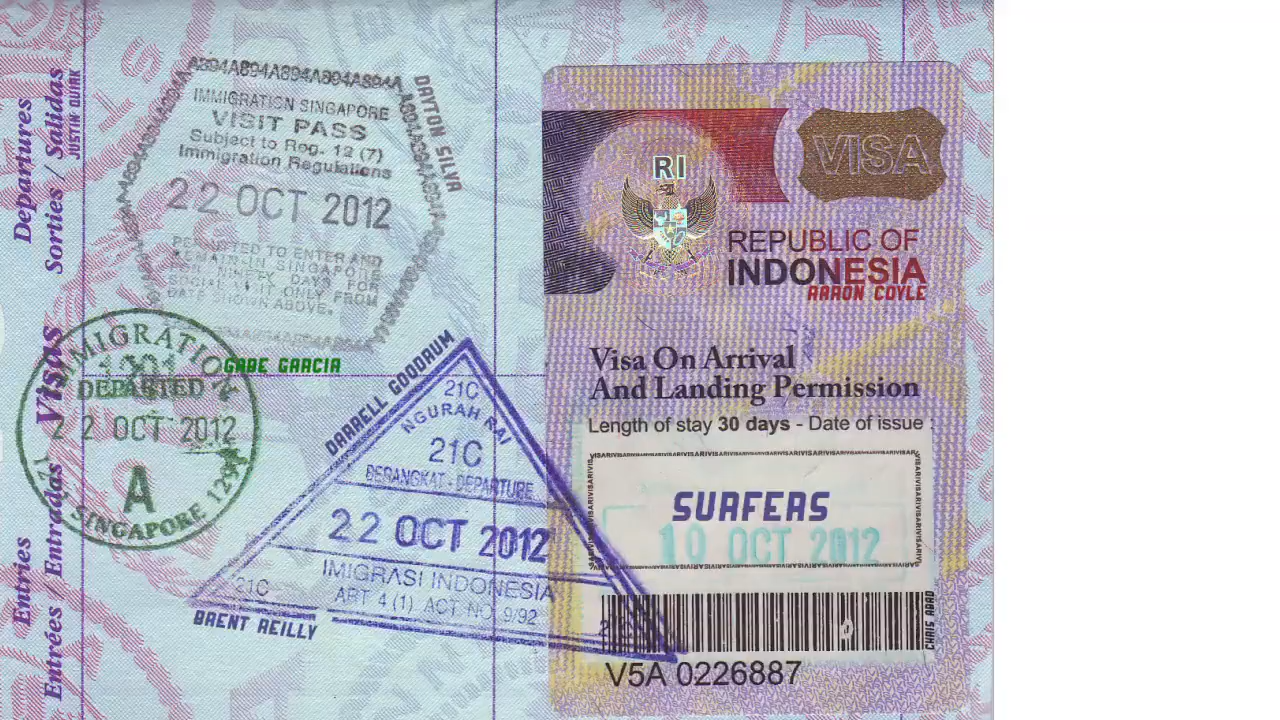 Departures
Sorties / Salidas
JUSTIN QUIRK
A894A894A894A894A894A
IMMIGRATION SINGAPORE
VISIT PASS
Subject to Reg. 12 (7)
Immigration Regulations
22 OCT 2012
PERMITTED TO ENTER AND
REMAIN IN SINGAPORE
FOR NINETY DAYS FOR
SOCIAL VISIT ONLY FROM
DATE SHOWN ABOVE.
DAYTON SILVA
VISA
RI
REPUBLIC OF
INDONESIA
AARON COYLE
Visa On Arrival
And Landing Permission
Length of stay 30 days - Date of issue :
SURFERS
10 OCT 2012
CHRIS ABAD
V5A 0226887
Visas
IMMIGRATION
DEPARTED
22 OCT 2012
A
SINGAPORE
GABE GARCIA
DARRELL GOODRUM
21C
NGURAH RAI
21C
BERANGKAT - DEPARTURE
22 OCT 2012
IMIGRASI INDONESIA
ART 4 (1) ACT NO. 9/92
21C
BRENT REILLY
Entries
Entrées / Entradas